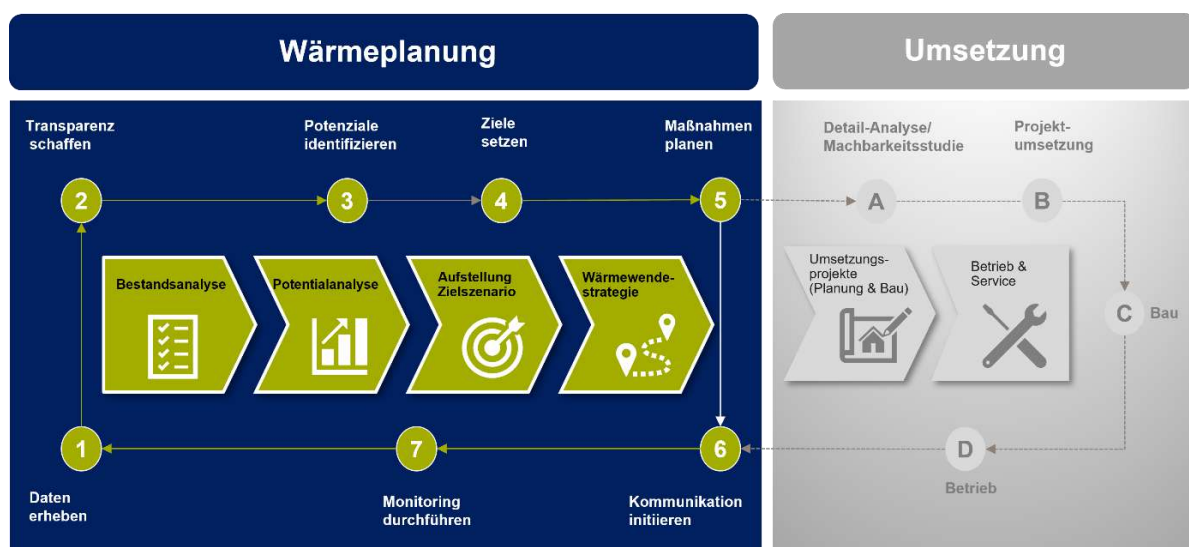 Wärmeplanung
Umsetzung
Transparenz
schaffen
Potenziale
identifizieren
Ziele
setzen
Maßnahmen
planen
Detail-Analyse/
Machbarkeitsstudie
Projekt-
umsetzung
2
3
4
5
A
B
Bestandsanalyse
Potentialanalyse
Aufstellung
Zielszenario
Wärmewende-
strategie
Umsetzungs-
projekte
(Planung & Bau)
Betrieb &
Service
C
Bau
1
7
6
D
Daten
erheben
Monitoring
durchführen
Kommunikation
initiieren
Betrieb